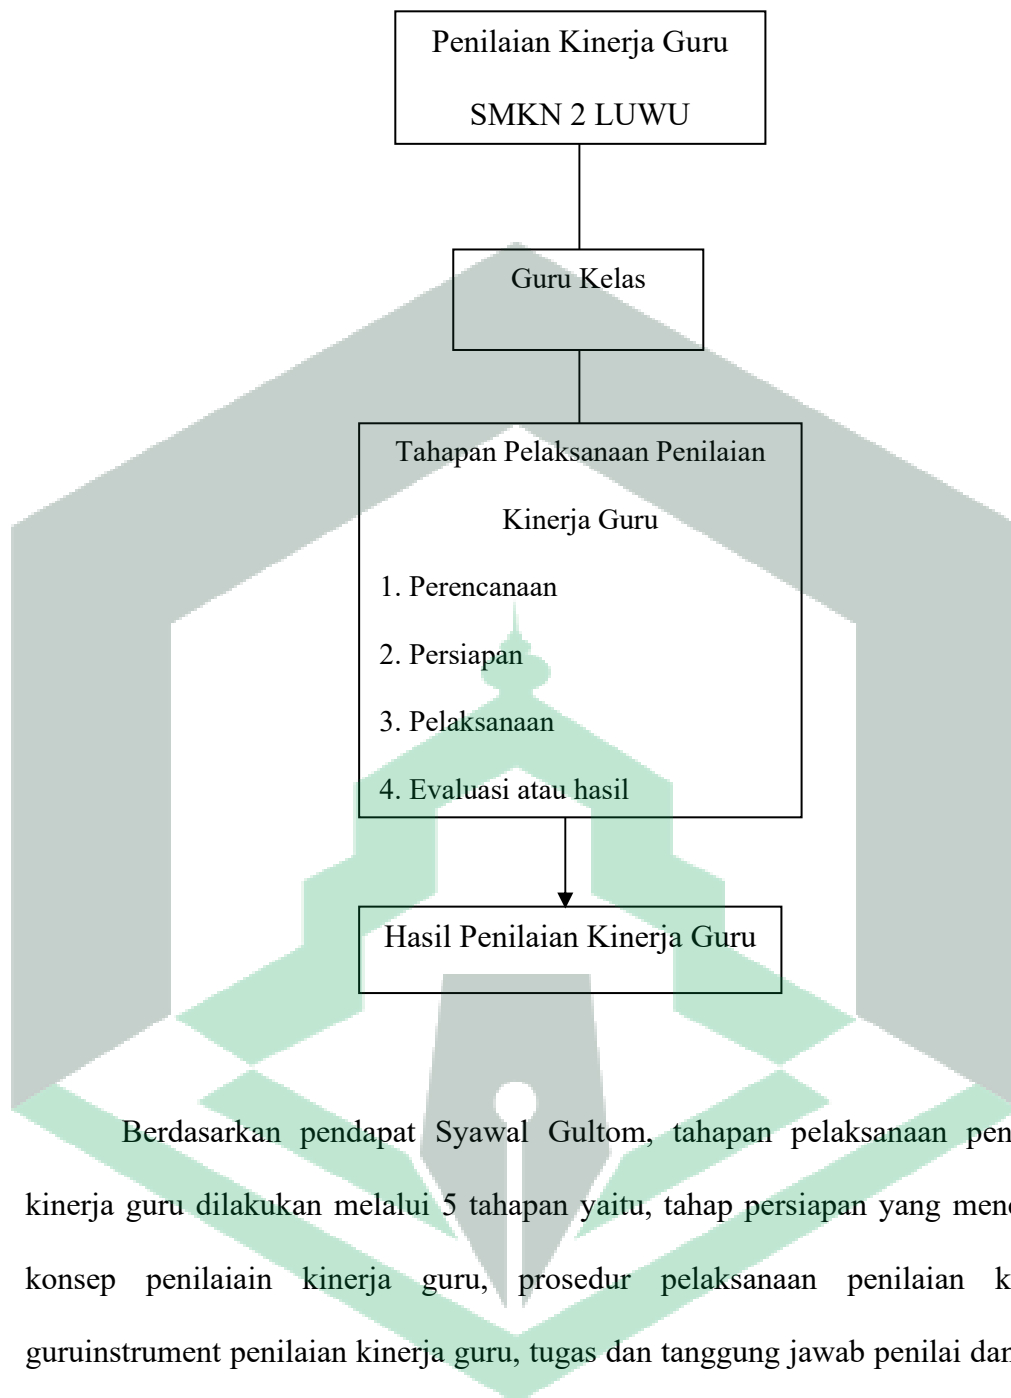 Penilaian Kinerja Guru
SMKN 2 LUWU
Guru Kelas
Tahapan Pelaksanaan Penilaian
Kinerja Guru
1. Perencanaan
2. Persiapan
3. Pelaksanaan
4. Evaluasi atau hasil
Hasil Penilaian Kinerja Guru
Berdasarkan pendapat Syawal Gultom, tahapan pelaksanaan
kinerja guru dilakukan melalui 5 tahapan yaitu, tahap persiapan yang
konsep penilaiain kinerja guru, prosedur pelaksanaan penilaian
guruinstrument penilaian kinerja guru, tugas dan tanggung jawab penilai dan